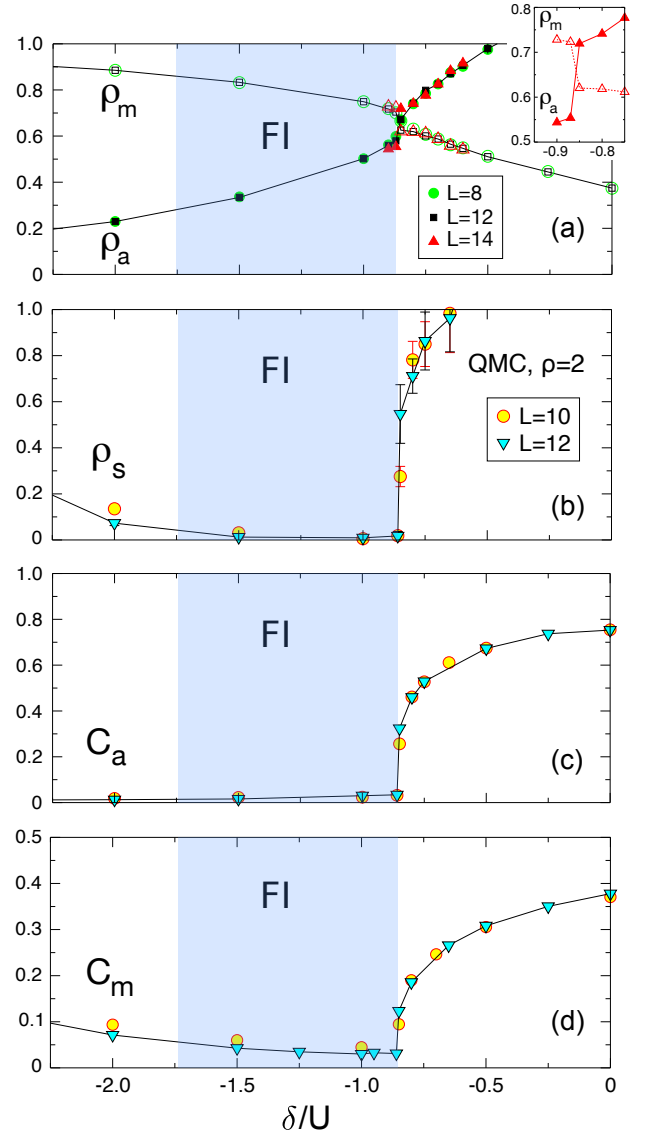 0.8
ρm
0.7
0.6
ρa
0.5
-0.9
-0.8
1.0
0.8
ρm
0.6
FI
0.4
L=8
L=12
L=14
0.2
ρa
(a)
0
1.0
0.8
FI
QMC, ρ=2
0.6
L=10
L=12
0.4
ρs
0.2
(b)
0
1.0
0.8
FI
0.6
0.4
Ca
0.2
(c)
0
0.5
0.4
FI
0.3
Cm
0.2
0.1
(d)
0
-2.0
-1.5
-1.0
-0.5
0
δ/U